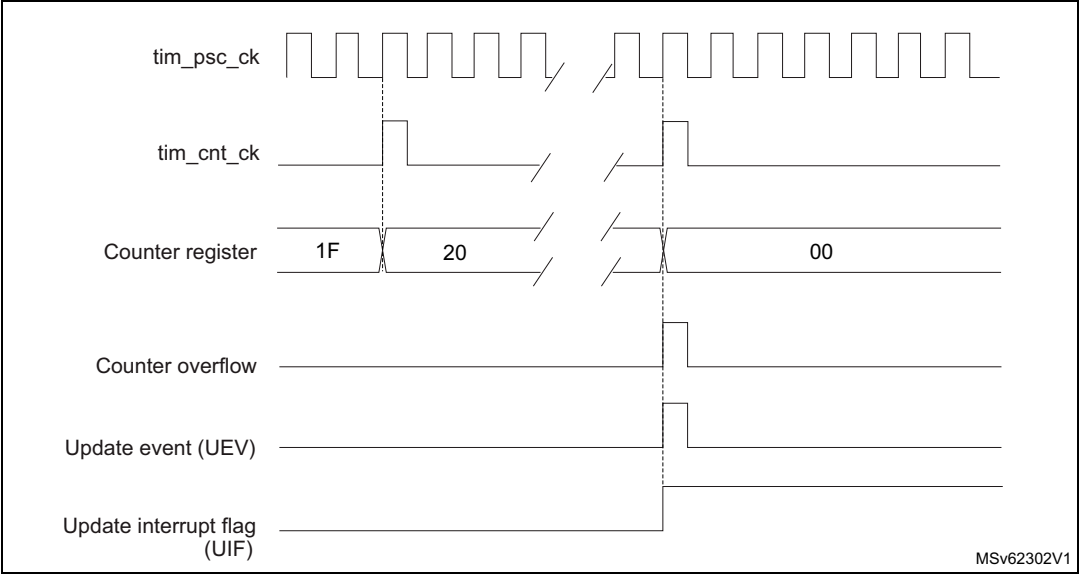 tim_psc_ck
tim_cnt_ck
Counter register
1F
20
00
Counter overflow
Update event (UEV)
Update interrupt flag
(UIF)
MSv62302V1